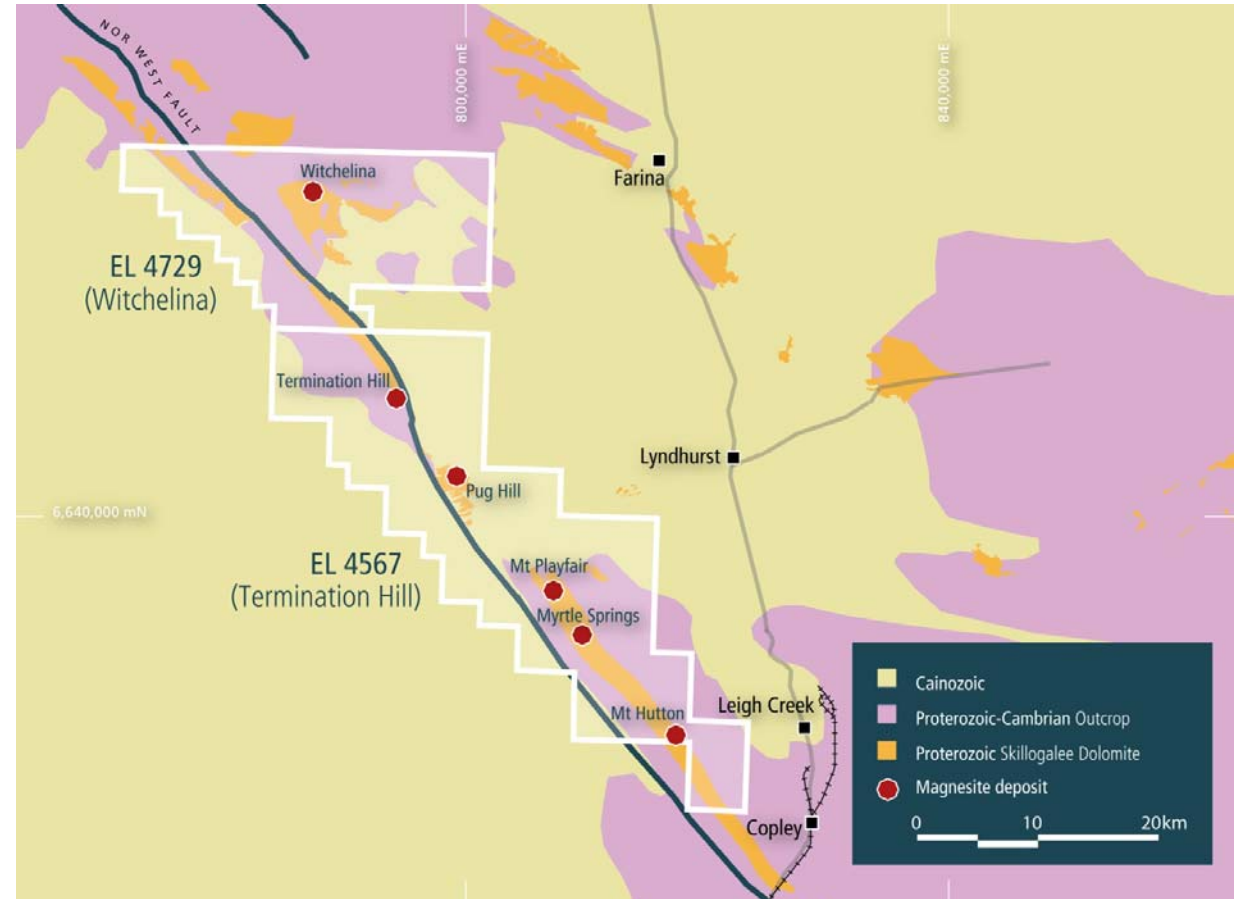 NOR WEST FAULT
800,000 mE
840,000 mE
Witchelina
Farina
EL 4729
(Witchelina)
Termination Hill
Lyndhurst
Pug Hill
6,640,000 mN
EL 4567
(Termination Hill)
Mt Playfair
Myrtle Springs
Mt Hutton
Leigh Creek
Copley
Cainozoic
Proterozoic-Cambrian Outcrop
Proterozoic Skillogalee Dolomite
Magnesite deposit
0 10 20km